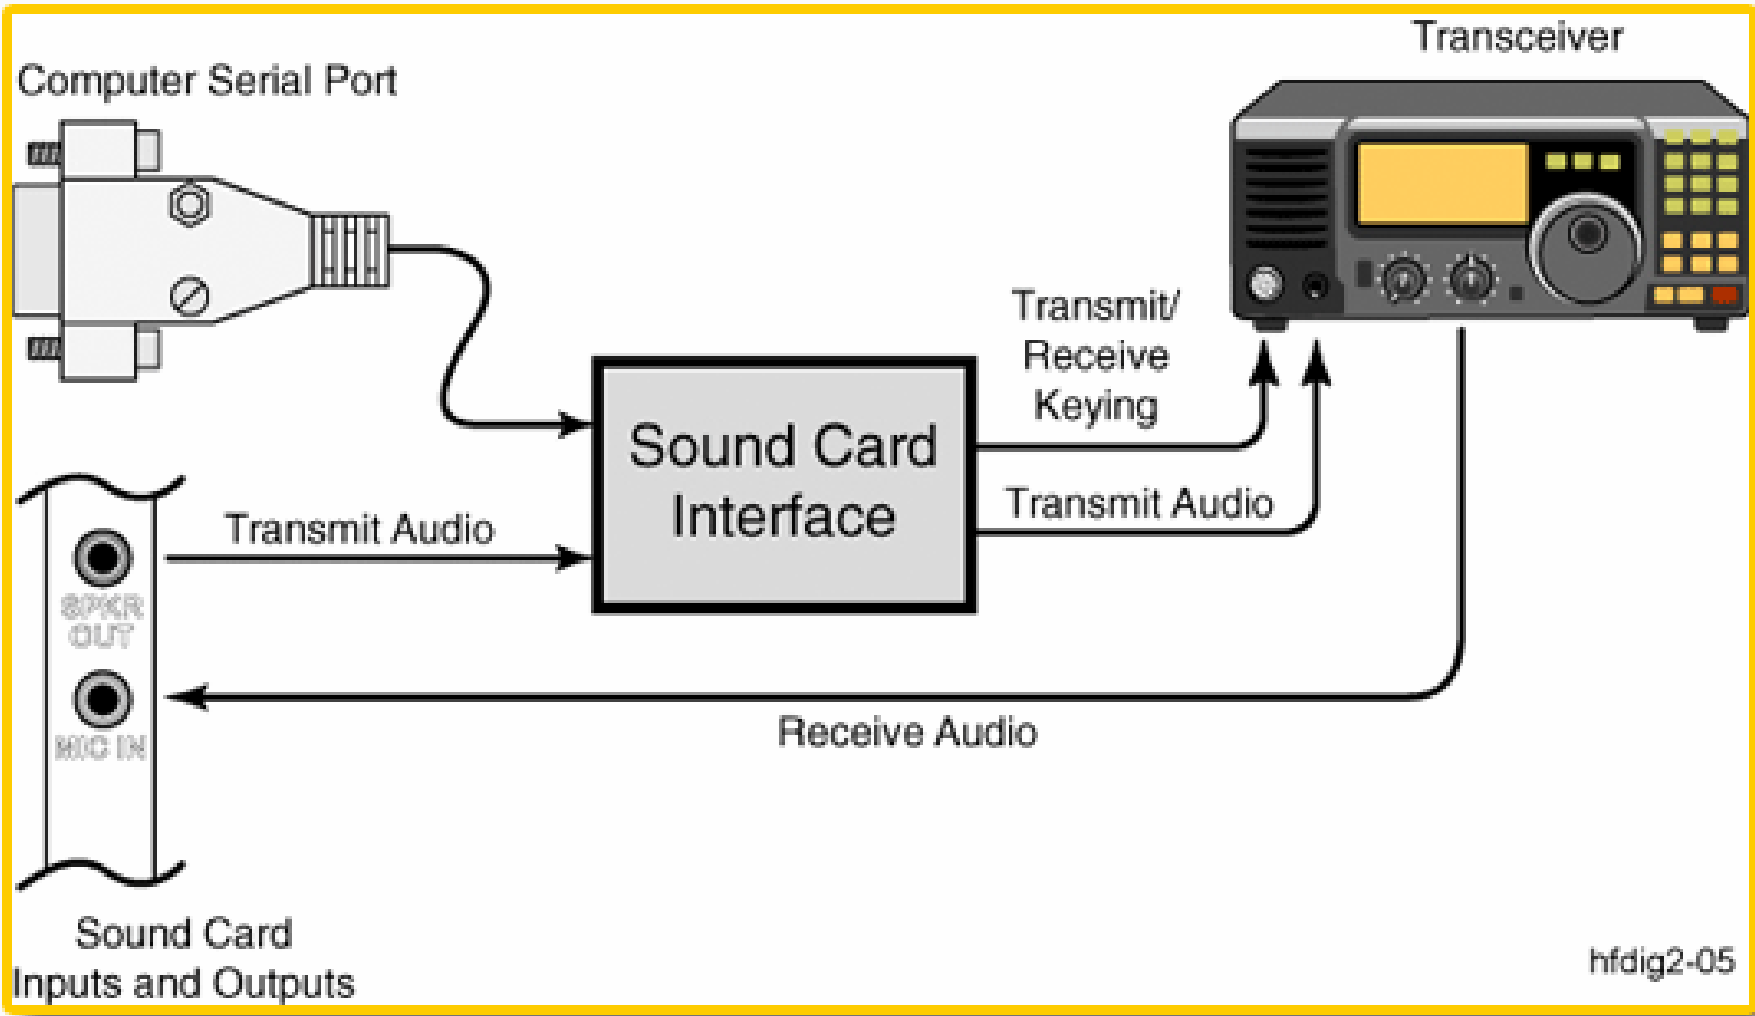 Transceiver
Computer Serial Port
Transmit/
Receive
Keying
Sound Card
Interface
Transmit Audio
Transmit Audio
SPKR
OUT
MIC IN
Receive Audio
Sound Card
Inputs and Outputs
hfdig2-05